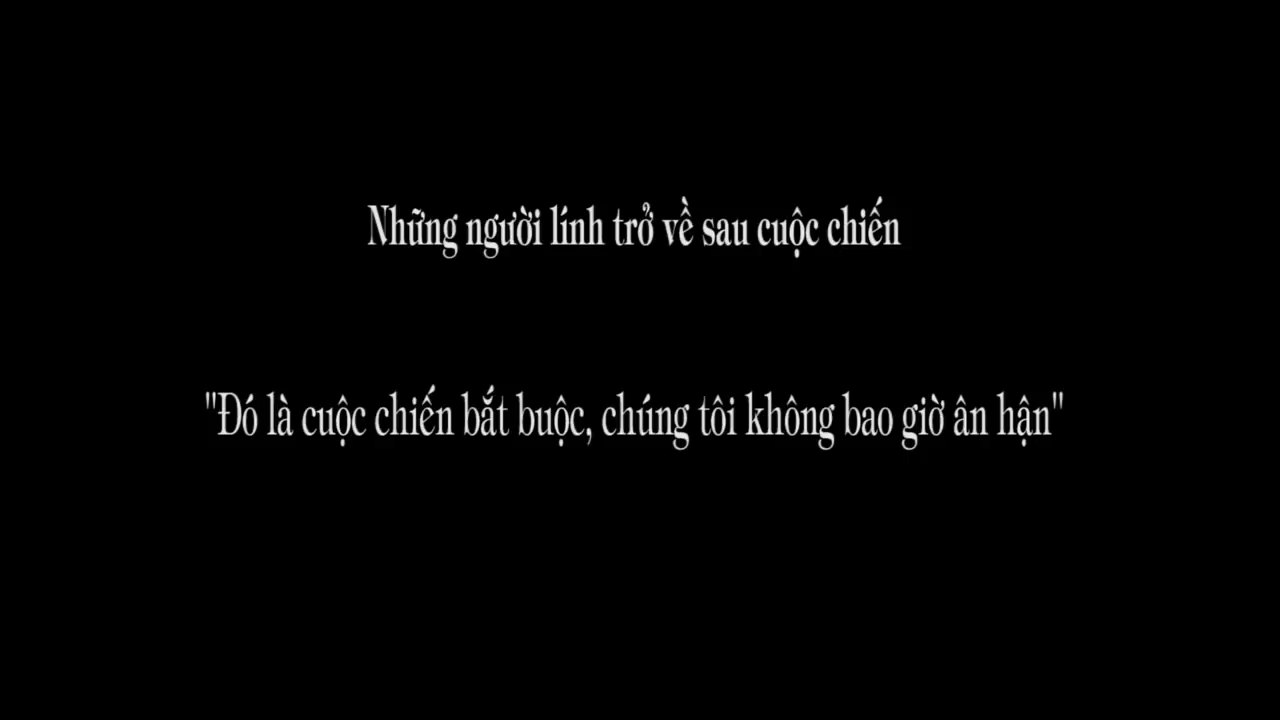 Những người lính trở về sau cuộc chiến
"Đó là cuộc chiến bắt buộc, chúng tôi không bao giờ ân hận"